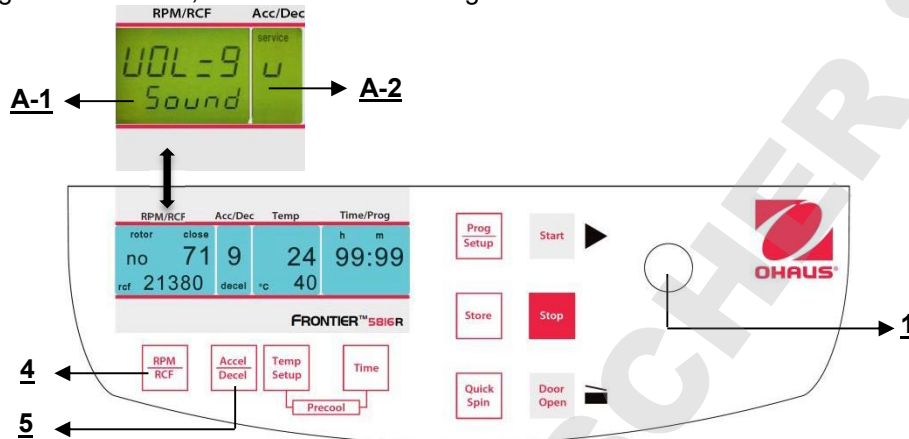 RPM/RCF Acc/Dec
service
VOL=9 u
Sound
A-1 A-2
RPM/RCF Acc/Dec Temp Time/Prog
rotor close h m
no 71 9 24 99:99
rcf 21380 decel °C 40
FRONTIER™5816R
RPM
RCF
Accel
Decel
Temp
Setup
Time
Precool
4
5
Prog
Setup
Start
Store
Stop
Quick
Spin
Door
Open
OHAUS®
1